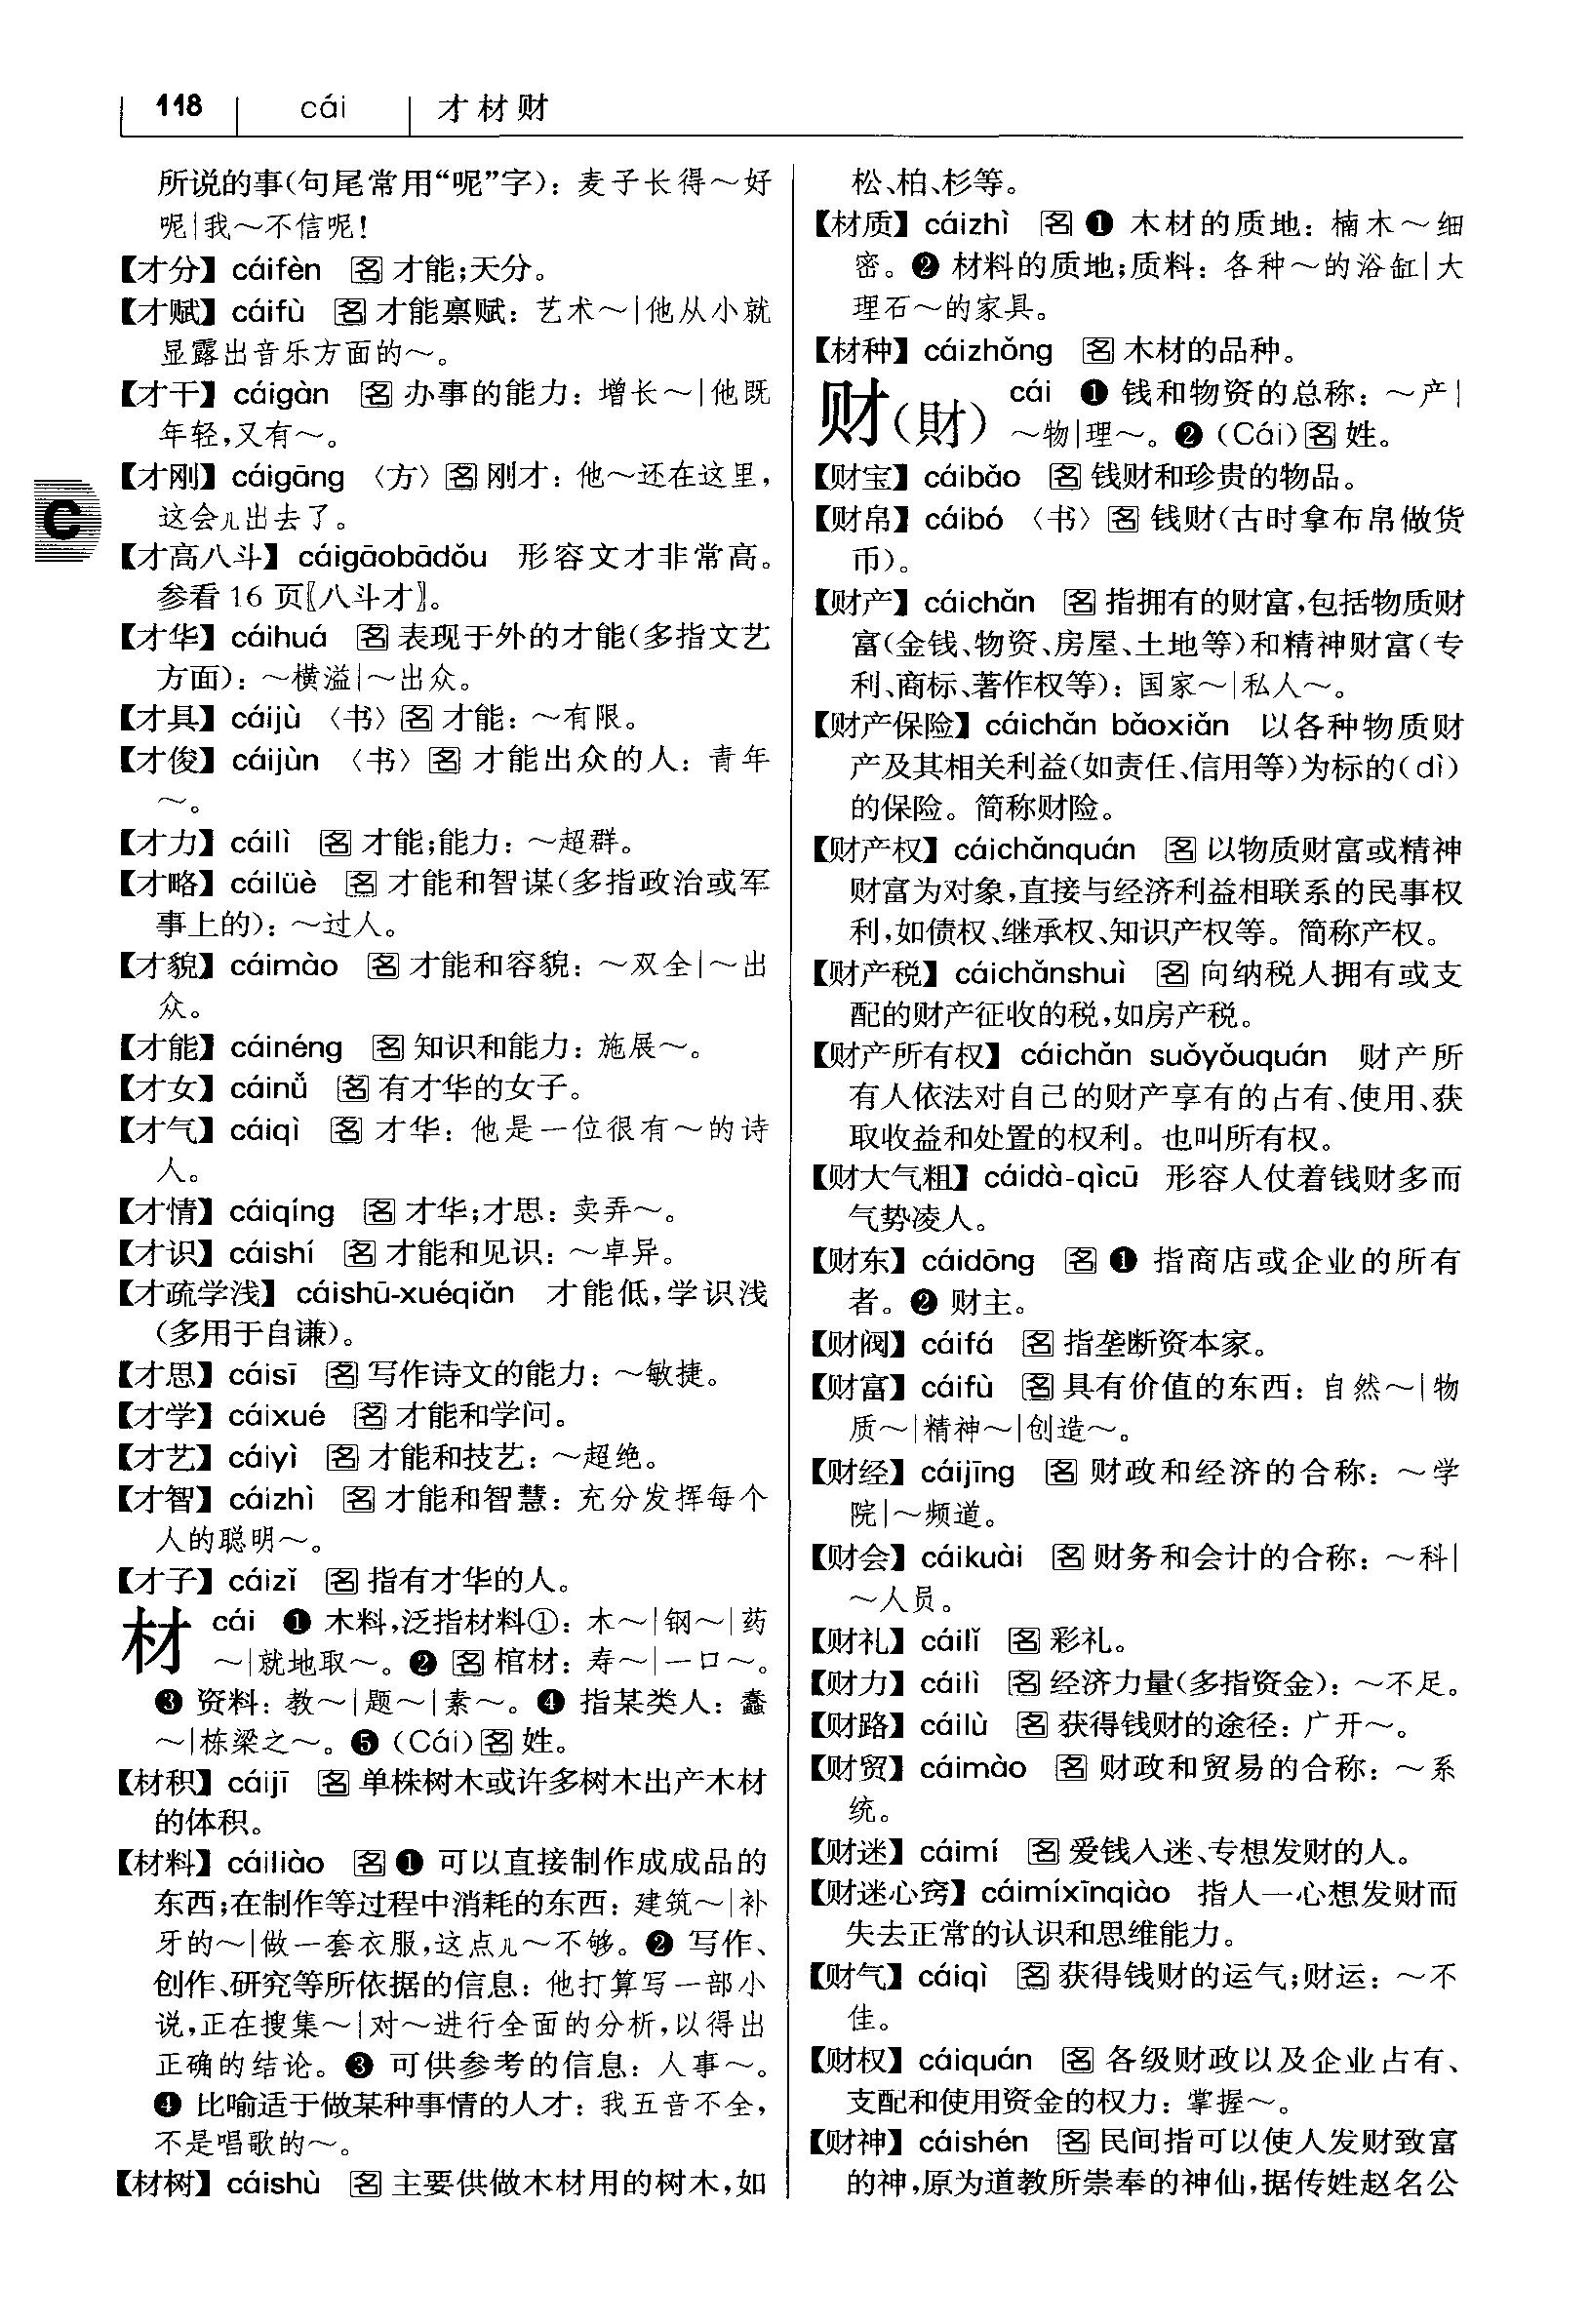 118 cái 才材财
所说的事(句尾常用“呢”字)：麦子长得～好
呢|我～不信呢！
【才分】cáifèn 名 才能;天分。
【才赋】cáifù 名 才能禀赋：艺术～|他从小就
显露出音乐方面的～。
【才干】cáigàn 名 办事的能力：增长～|他既
年轻,又有～。
【才刚】cáigāng 〈方〉名 刚才：他～还在这里,
这会儿出去了。
C
【才高八斗】cáigāobādǒu 形容文才非常高。
参看16页〖八斗才〗。
【才华】cáihuá 名 表现于外的才能(多指文艺
方面)：～横溢|～出众。
【才具】cáijù 〈书〉名 才能：～有限。
【才俊】cáijùn 〈书〉名 才能出众的人：青年
～。
【才力】cáilì 名 才能;能力：～超群。
【才略】cáilüè 名 才能和智谋(多指政治或军
事上的)：～过人。
【才貌】cáimào 名 才能和容貌：～双全|～出
众。
【才能】cáinéng 名 知识和能力：施展～。
【才女】cáinǚ 名 有才华的女子。
【才气】cáiqì 名 才华：他是一位很有～的诗
人。
【才情】cáiqíng 名 才华;才思：卖弄～。
【才识】cáishí 名 才能和见识：～卓异。
【才疏学浅】cáishū-xuéqiǎn 才能低,学识浅
(多用于自谦)。
【才思】cáisī 名 写作诗文的能力：～敏捷。
【才学】cáixué 名 才能和学问。
【才艺】cáiyì 名 才能和技艺：～超绝。
【才智】cáizhì 名 才能和智慧：充分发挥每个
人的聪明～。
【才子】cáizǐ 名 指有才华的人。
材 cái ❶ 木料,泛指材料①：木～|钢～|药
～|就地取～。❷ 名 棺材：寿～|一口～。
❸ 资料：教～|题～|素～。❹ 指某类人：蠢
～|栋梁之～。❺ (Cái)名 姓。
【材积】cáijī 名 单株树木或许多树木出产木材
的体积。
【材料】cáiliào 名 ❶ 可以直接制作成成品的
东西;在制作等过程中消耗的东西：建筑～|补
牙的～|做一套衣服,这点儿～不够。❷ 写作、
创作、研究等所依据的信息：他打算写一部小
说,正在搜集～|对～进行全面的分析,以得出
正确的结论。❸ 可供参考的信息：人事～。
❹ 比喻适于做某种事情的人才：我五音不全,
不是唱歌的～。
【材树】cáishù 名 主要供做木材用的树木,如
松、柏、杉等。
【材质】cáizhì 名 ❶ 木材的质地：楠木～细
密。❷ 材料的质地;质料：各种～的浴缸|大
理石～的家具。
【材种】cáizhǒng 名 木材的品种。
财(財) cái ❶ 钱和物资的总称：～产|
～物|理～。❷ (Cái)名 姓。
【财宝】cáibǎo 名 钱财和珍贵的物品。
【财帛】cáibó 〈书〉名 钱财(古时拿布帛做货
币)。
【财产】cáichǎn 名 指拥有的财富,包括物质财
富(金钱、物资、房屋、土地等)和精神财富(专
利、商标、著作权等)：国家～|私人～。
【财产保险】cáichǎn bǎoxiǎn 以各种物质财
产及其相关利益(如责任、信用等)为标的(dì)
的保险。简称财险。
【财产权】cáichǎnquán 名 以物质财富或精神
财富为对象,直接与经济利益相联系的民事权
利,如债权、继承权、知识产权等。简称产权。
【财产税】cáichǎnshuì 名 向纳税人拥有或支
配的财产征收的税,如房产税。
【财产所有权】cáichǎn suǒyǒuquán 财产所
有人依法对自己的财产享有的占有、使用、获
取收益和处置的权利。也叫所有权。
【财大气粗】cáidà-qìcū 形容人仗着钱财多而
气势凌人。
【财东】cáidōng 名 ❶ 指商店或企业的所有
者。❷ 财主。
【财阀】cáifá 名 指垄断资本家。
【财富】cáifù 名 具有价值的东西：自然～|物
质～|精神～|创造～。
【财经】cáijīng 名 财政和经济的合称：～学
院|～频道。
【财会】cáikuài 名 财务和会计的合称：～科|
～人员。
【财礼】cáilǐ 名 彩礼。
【财力】cáilì 名 经济力量(多指资金)：～不足。
【财路】cáilù 名 获得钱财的途径：广开～。
【财贸】cáimào 名 财政和贸易的合称：～系
统。
【财迷】cáimí 名 爱钱入迷、专想发财的人。
【财迷心窍】cáimíxīnqiào 指人一心想发财而
失去正常的认识和思维能力。
【财气】cáiqì 名 获得钱财的运气;财运：～不
佳。
【财权】cáiquán 名 各级财政以及企业占有、
支配和使用资金的权力：掌握～。
【财神】cáishén 名 民间指可以使人发财致富
的神,原为道教所崇奉的神仙,据传姓赵名公